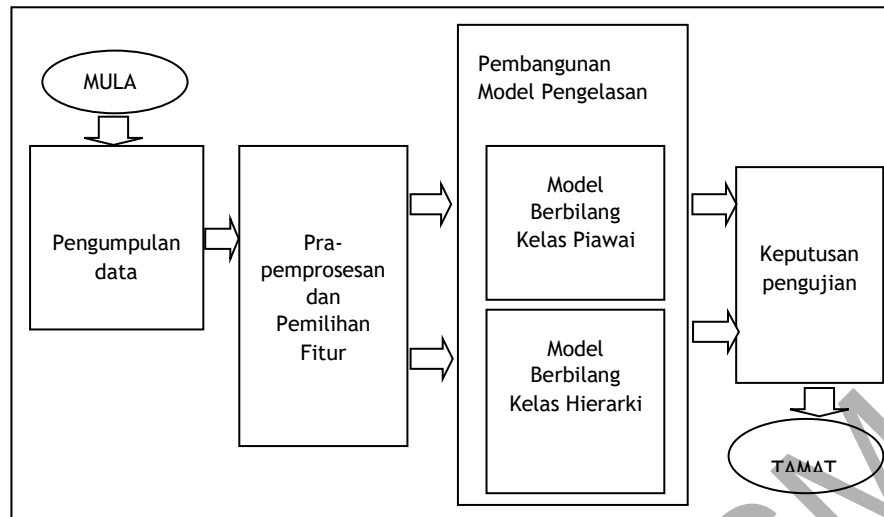 MULA
Pengumpulan
data
Pra-
pemprosesan
dan
Pemilihan
Fitur
Pembangunan
Model Pengelasan
Model
Berbilang
Kelas Piawai
Model
Berbilang
Kelas Hierarki
Keputusan
pengujian
TAMAT